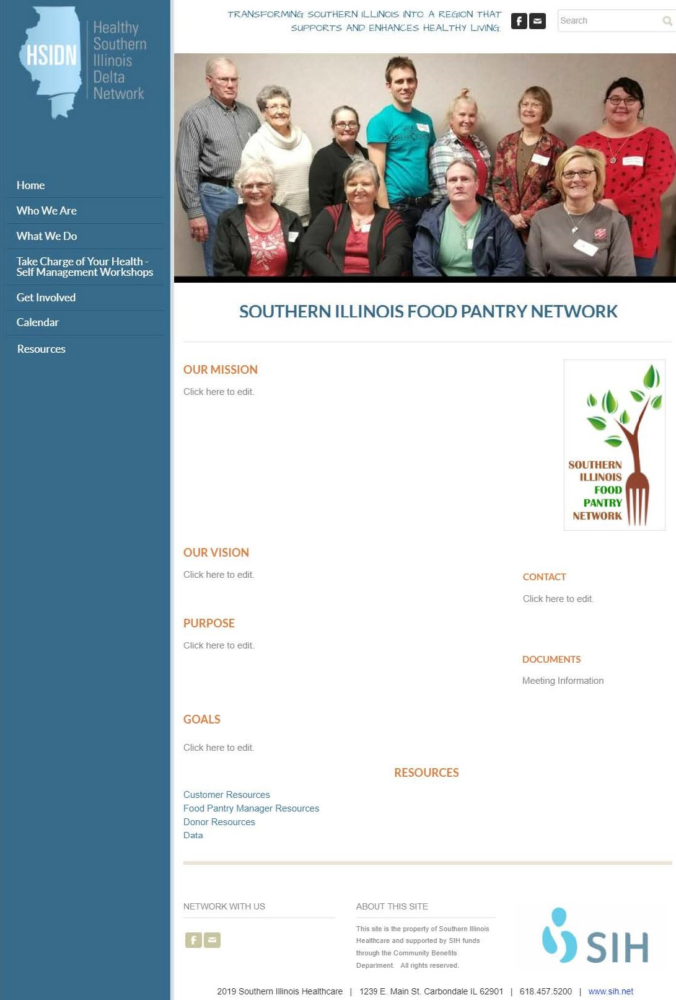 HSIDN
Healthy
Southern
Illinois
Delta
Network
TRANSFORMING SOUTHERN ILLINOIS INTO A REGION THAT
SUPPORTS AND ENHANCES HEALTHY LIVING.
Search
Home
Who We Are
What We Do
Take Charge of Your Health -
Self Management Workshops
Get Involved
Calendar
Resources
SOUTHERN ILLINOIS FOOD PANTRY NETWORK
OUR MISSION
Click here to edit.
SOUTHERN
ILLINOIS
FOOD
PANTRY
NETWORK
OUR VISION
Click here to edit.
CONTACT
Click here to edit.
PURPOSE
Click here to edit.
DOCUMENTS
Meeting Information
GOALS
Click here to edit.
RESOURCES
Customer Resources
Food Pantry Manager Resources
Donor Resources
Data
NETWORK WITH US
ABOUT THIS SITE
This site is the property of Southern Illinois
Healthcare and supported by SIH funds
through the Community Benefits
Department. All rights reserved.
SIH
2019 Southern Illinois Healthcare | 1239 E. Main St. Carbondale IL 62901 | 618.457.5200 | www.sih.net